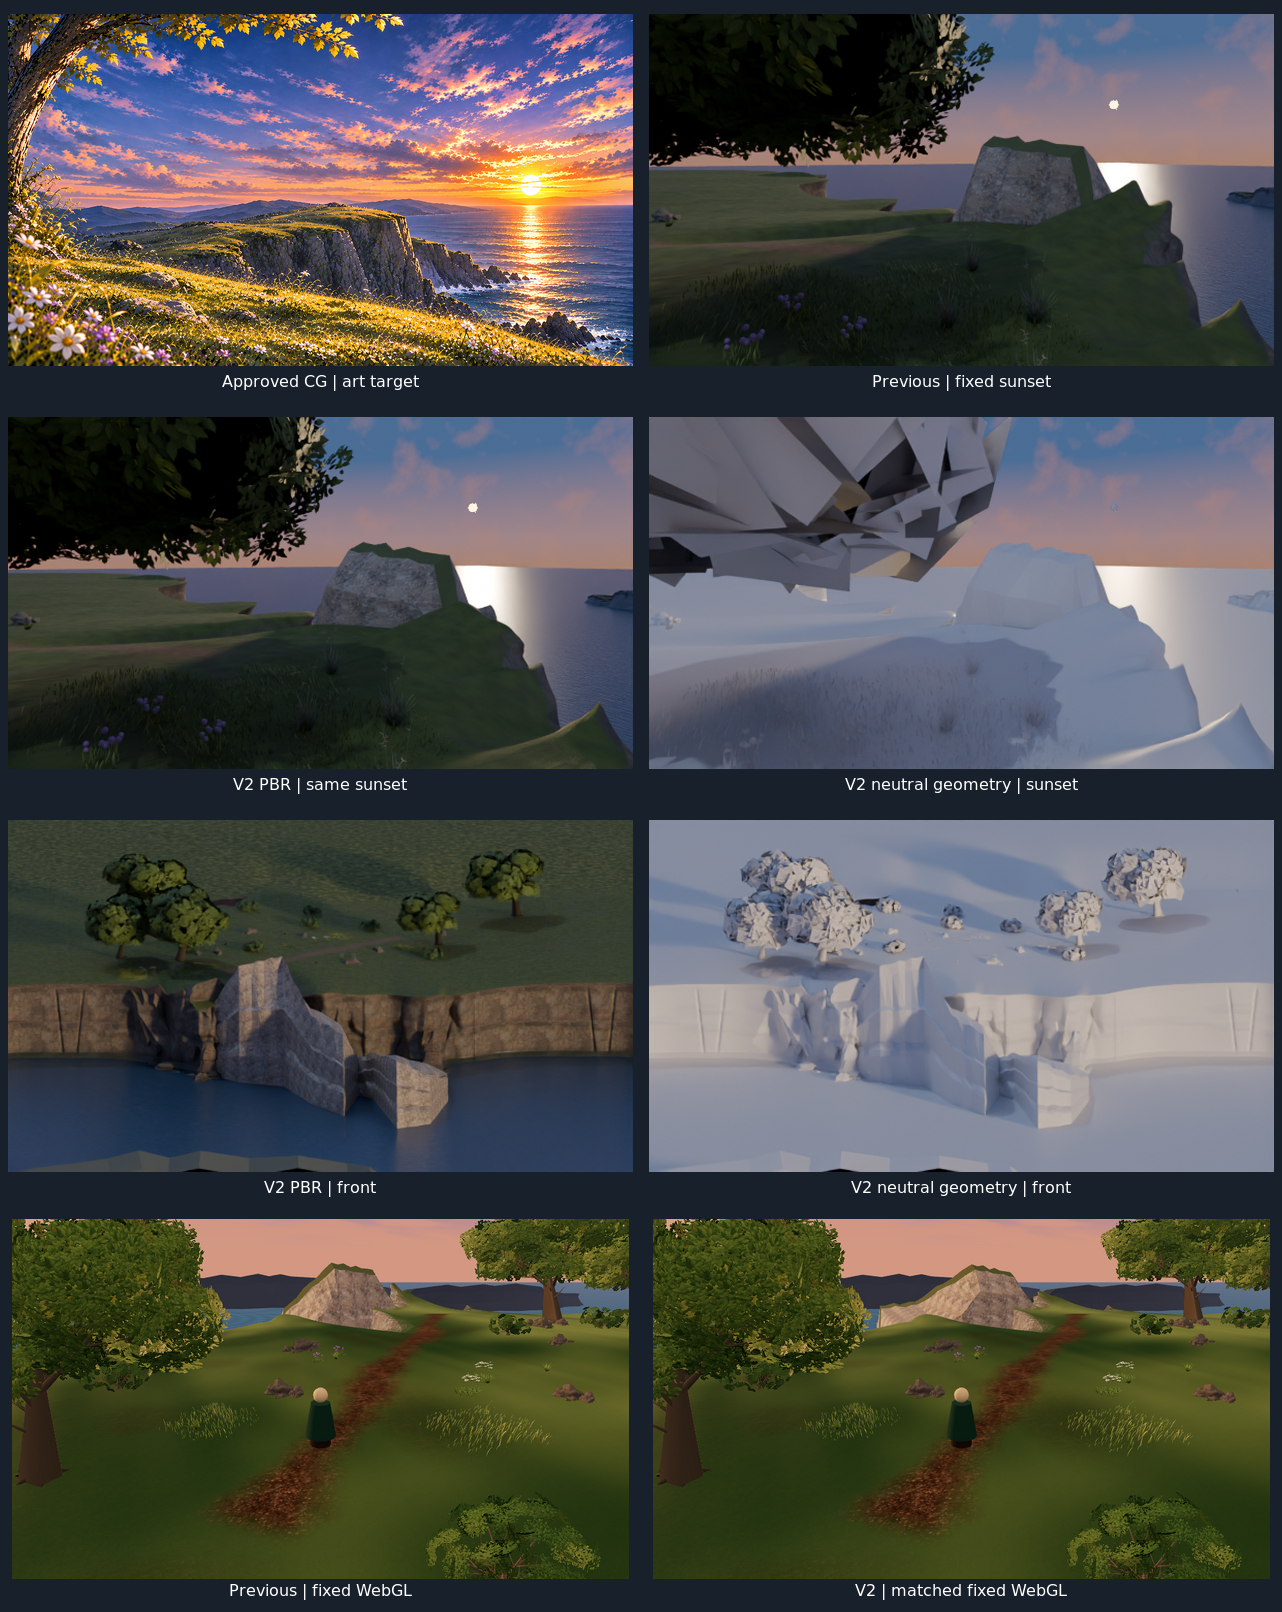 Approved CG | art target
Previous | fixed sunset
V2 PBR | same sunset
V2 neutral geometry | sunset
V2 PBR | front
V2 neutral geometry | front
Previous | fixed WebGL
V2 | matched fixed WebGL